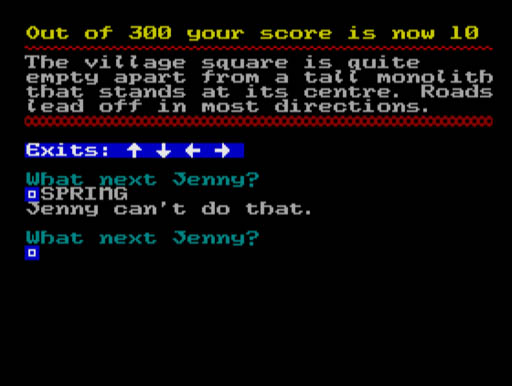 Out of 300 your score is now 10
The village square is quite
empty apart from a tall monolith
that stands at its centre. Roads
lead off in most directions.
Exits: ↑ ↓ ← →
What next Jenny?
SPRING
Jenny can't do that.
What next Jenny?